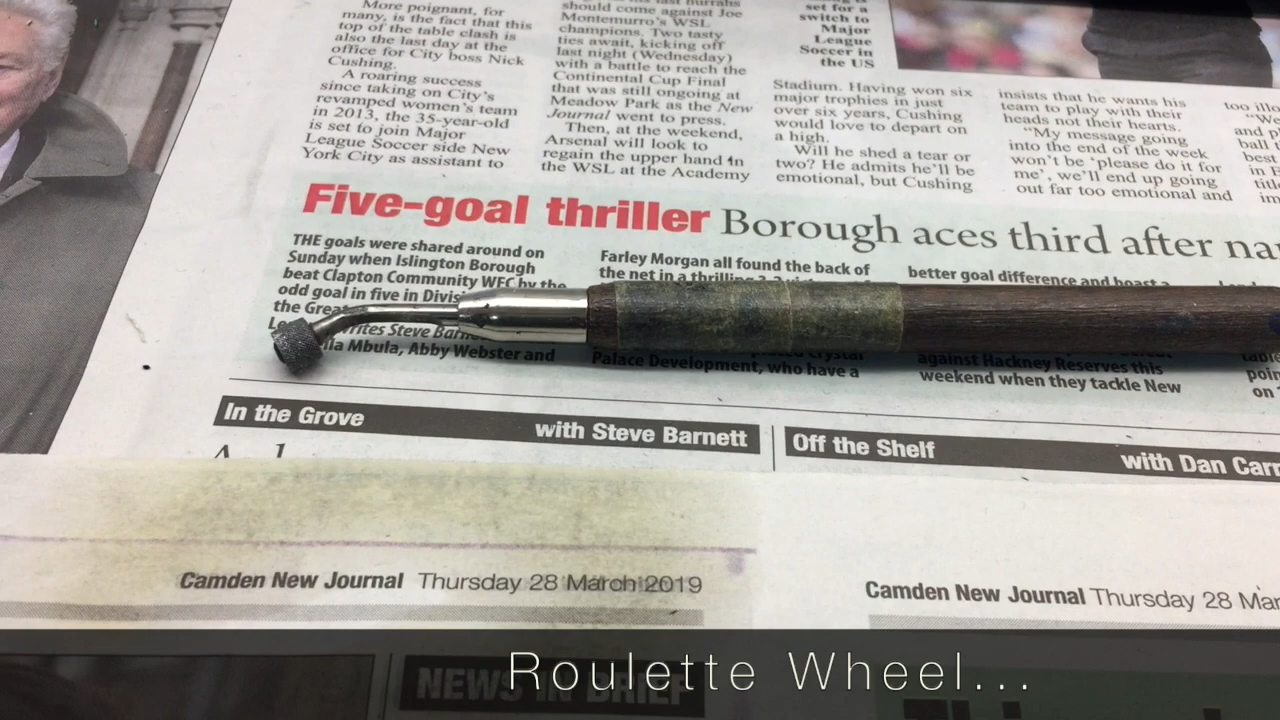 More poignant, for
many, is the fact that this
top of the table clash is
also the last day at the
office for City boss Nick
Cushing.
A roaring success
since taking on City's
revamped women's team
in 2013, the 35-year-old
is set to join Major
League Soccer side New
York City as assistant to
should come against Joe
Montemurro's WSL
champions. Two tasty
ties await, kicking off
last night (Wednesday)
with a battle to reach the
Continental Cup Final
that was still ongoing at
Meadow Park as the New
Journal went to press.
Then, at the weekend,
Arsenal will look to
regain the upper hand in
the WSL at the Academy
set for a
switch to
Major
League
Soccer in
the US
Stadium. Having won six
major trophies in just
over six years, Cushing
would love to depart on
a high.
Will he shed a tear or
two? He admits he'll be
emotional, but Cushing
insists that he wants his
team to play with their
heads not their hearts.
"My message going
into the end of the week
won't be 'please do it for
me', we'll end up going
out far too emotional and
too
and
ball
best
in
Five-goal thriller Borough aces third after
THE goals were shared around on
Sunday when Islington Borough
beat Clapton Community WFC by the
odd goal in five in
the
writes Steve
Mbula, Abby Webster and
Farley Morgan all found the back of
the net in a thrilling
Crystal
Palace Development, who have a
better goal difference and boast a
against Hackney Reserves this
weekend when they tackle New
on
In the Grove with Steve Barnett
Off the Shelf with Dan
Camden New Journal Thursday 28 March 2019
Camden New Journal Thursday 28
NEWS IN BRIEF
Roulette Wheel...